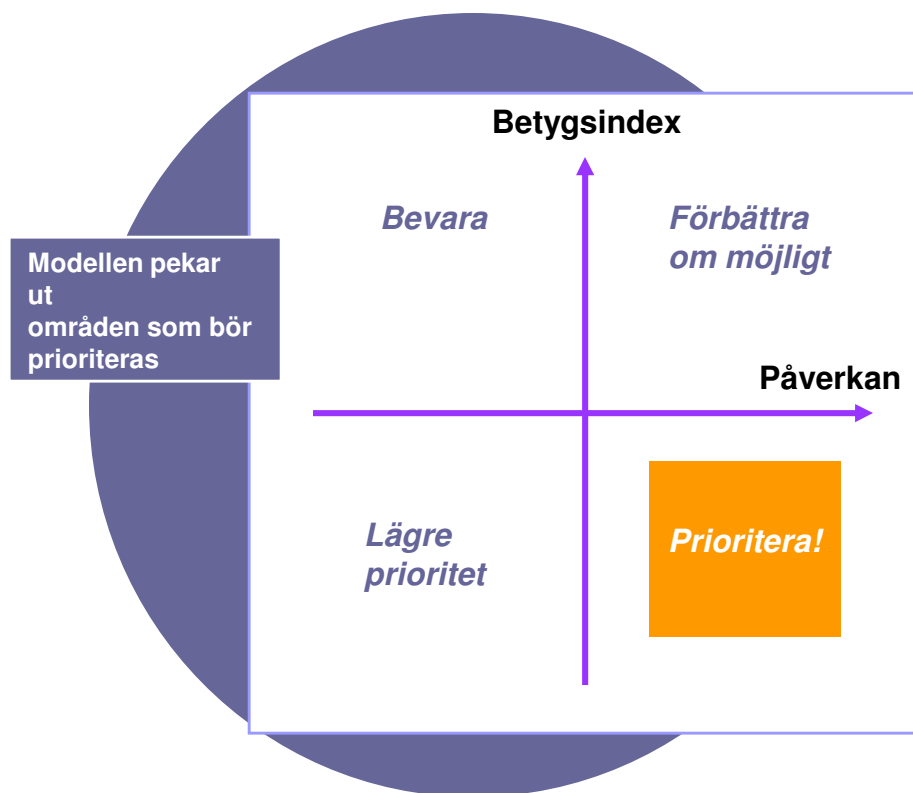 Betygsindex
Bevara
Förbättra
om möjligt
Modellen pekar
ut
områden som bör
prioriteras
Påverkan
Lägre
prioritet
Prioritera!